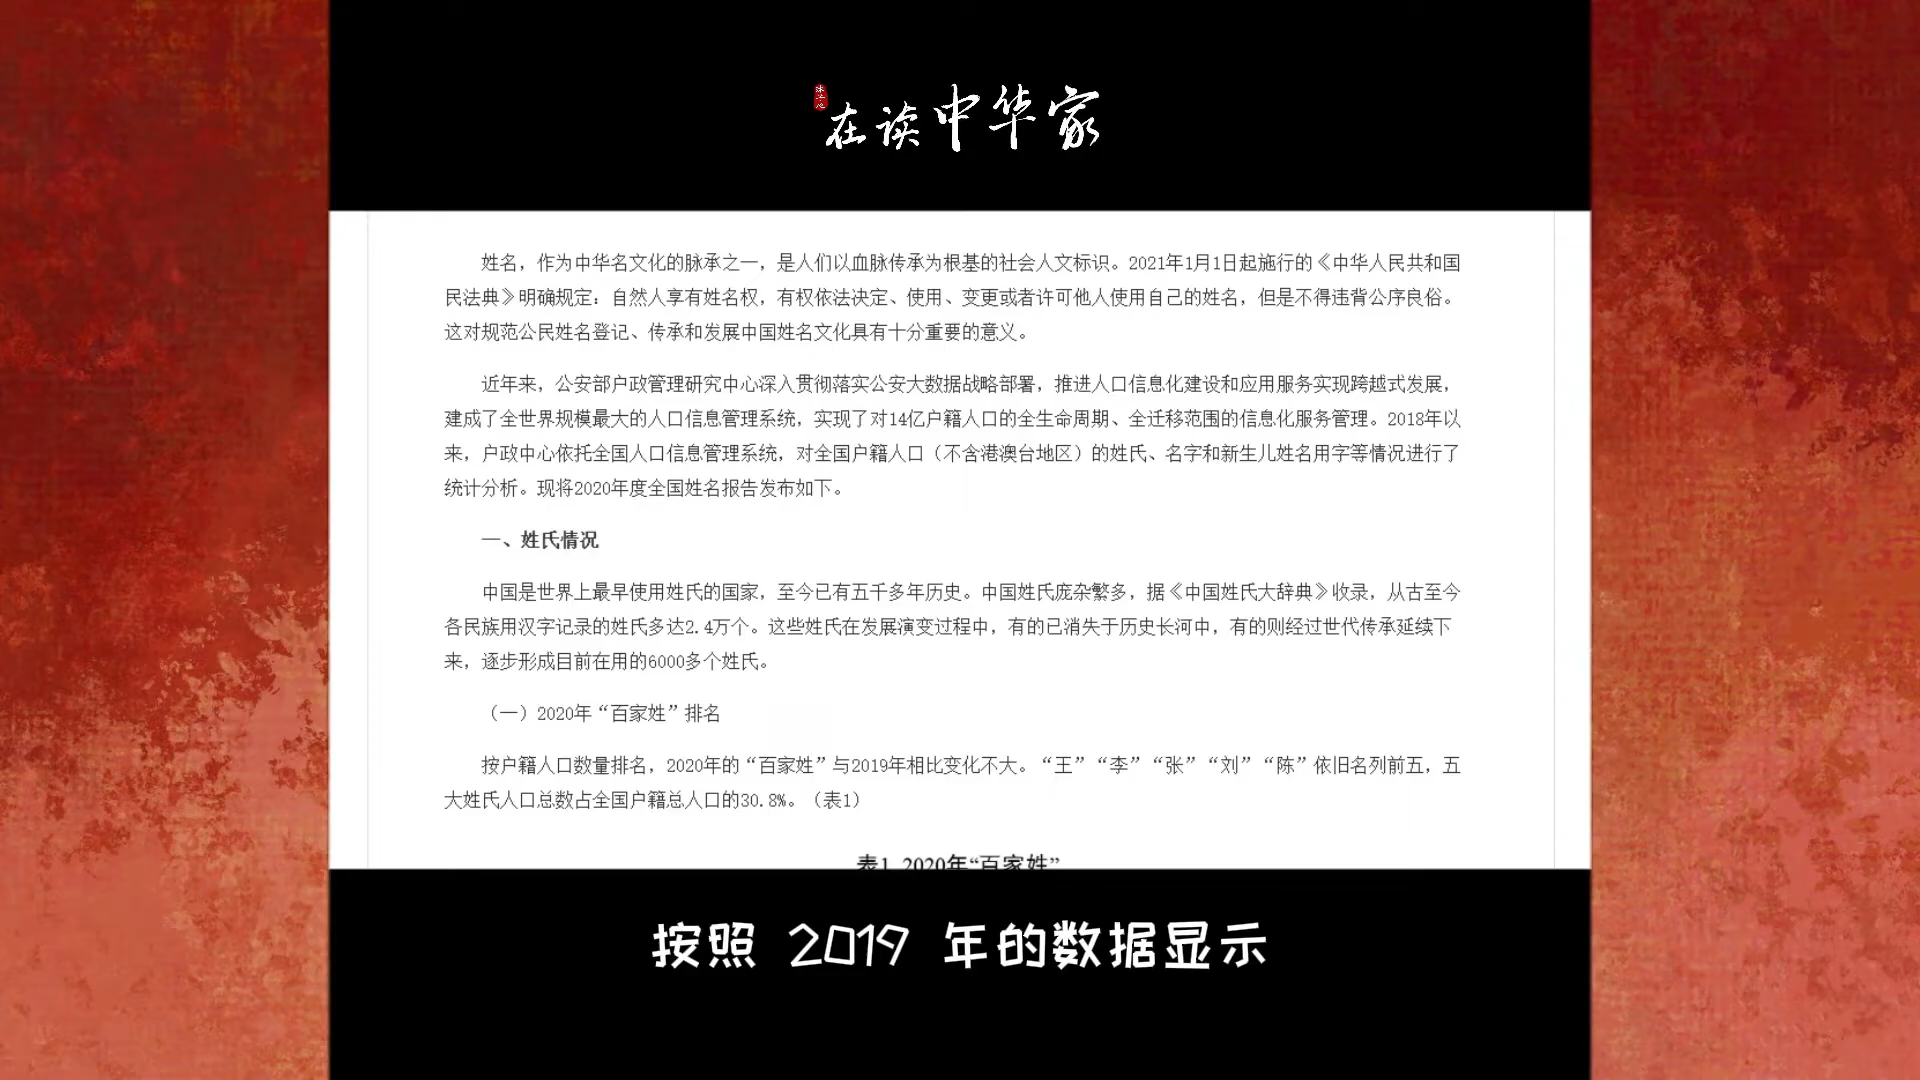 在读中华家
姓名，作为中华名文化的脉承之一，是人们以血脉传承为根基的社会人文标识。2021年1月1日起施行的《中华人民共和国
民法典》明确规定：自然人享有姓名权，有权依法决定、使用、变更或者许可他人使用自己的姓名，但是不得违背公序良俗。
这对规范公民姓名登记、传承和发展中国姓名文化具有十分重要的意义。
近年来，公安部户政管理研究中心深入贯彻落实公安大数据战略部署，推进人口信息化建设和应用服务实现跨越式发展，
建成了全世界规模最大的人口信息管理系统，实现了对14亿户籍人口的全生命周期、全迁移范围的信息化服务管理。2018年以
来，户政中心依托全国人口信息管理系统，对全国户籍人口（不含港澳台地区）的姓氏、名字和新生儿姓名用字等情况进行了
统计分析。现将2020年度全国姓名报告发布如下。
一、姓氏情况
中国是世界上最早使用姓氏的国家，至今已有五千多年历史。中国姓氏庞杂繁多，据《中国姓氏大辞典》收录，从古至今
各民族用汉字记录的姓氏多达2.4万个。这些姓氏在发展演变过程中，有的已消失于历史长河中，有的则经过世代传承延续下
来，逐步形成目前在用的6000多个姓氏。
（一）2020年“百家姓”排名
按户籍人口数量排名，2020年的“百家姓”与2019年相比变化不大。“王”“李”“张”“刘”“陈”依旧名列前五，五
大姓氏人口总数占全国户籍总人口的30.8%。（表1）
表1 2020年“百家姓”
按照 2019 年的数据显示